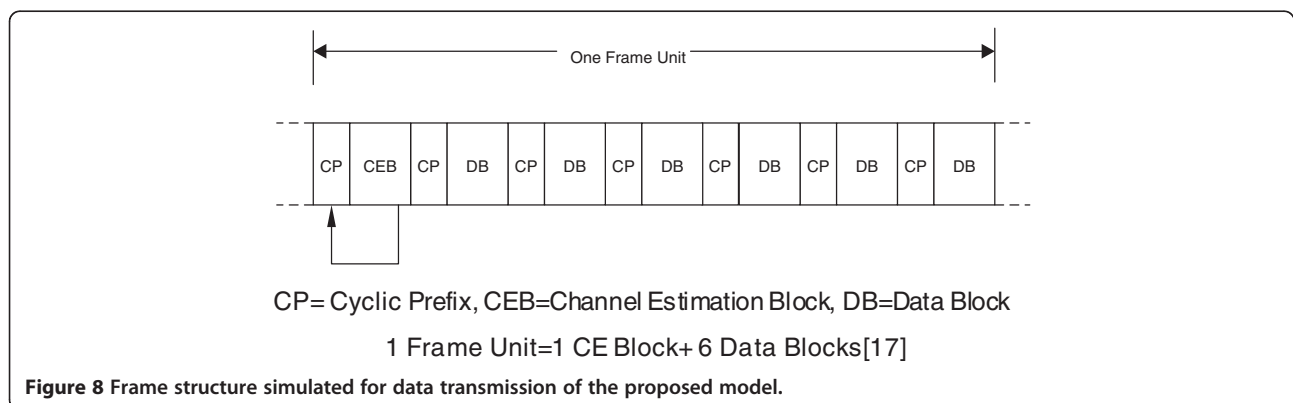 One Frame Unit
CP CEB CP DB CP DB CP DB CP DB CP DB CP DB
CP= Cyclic Prefix, CEB=Channel Estimation Block, DB=Data Block
1 Frame Unit=1 CE Block+ 6 Data Blocks[17]
Figure 8 Frame structure simulated for data transmission of the proposed model.